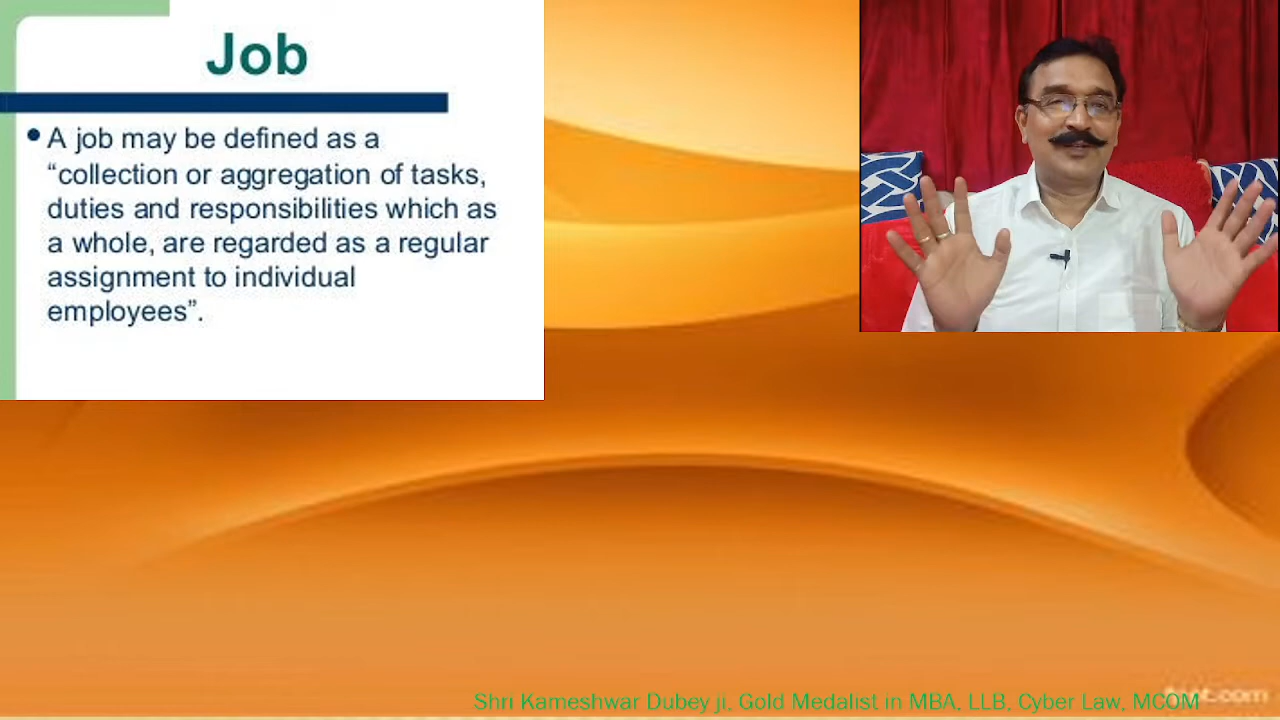 Job
• A job may be defined as a
“collection or aggregation of tasks,
duties and responsibilities which as
a whole, are regarded as a regular
assignment to individual
employees”.
Shri Kameshwar Dubey ji, Gold Medalist in MBA, LLB, Cyber Law, MCOM